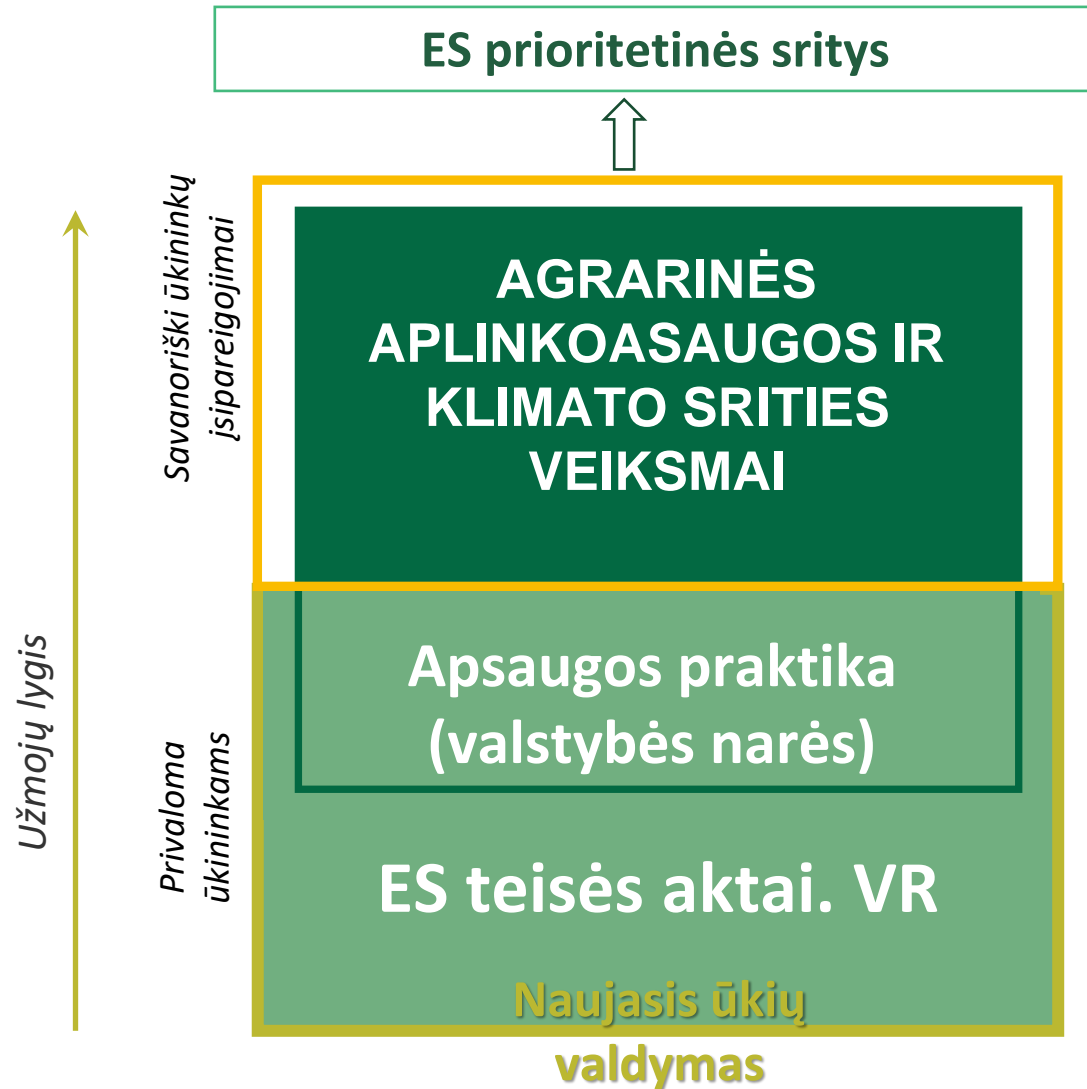 ES prioritetinės sritys
Savanoriški ūkininkų
įsipareigojimai
AGRARINĖS
APLINKOASAUGOS IR
KLIMATO SRITIES
VEIKSMAI
Užmojų lygis
Privaloma
ūkininkams
Apsaugos praktika
(valstybės narės)
ES teisės aktai. VR
Naujasis ūkių
valdymas